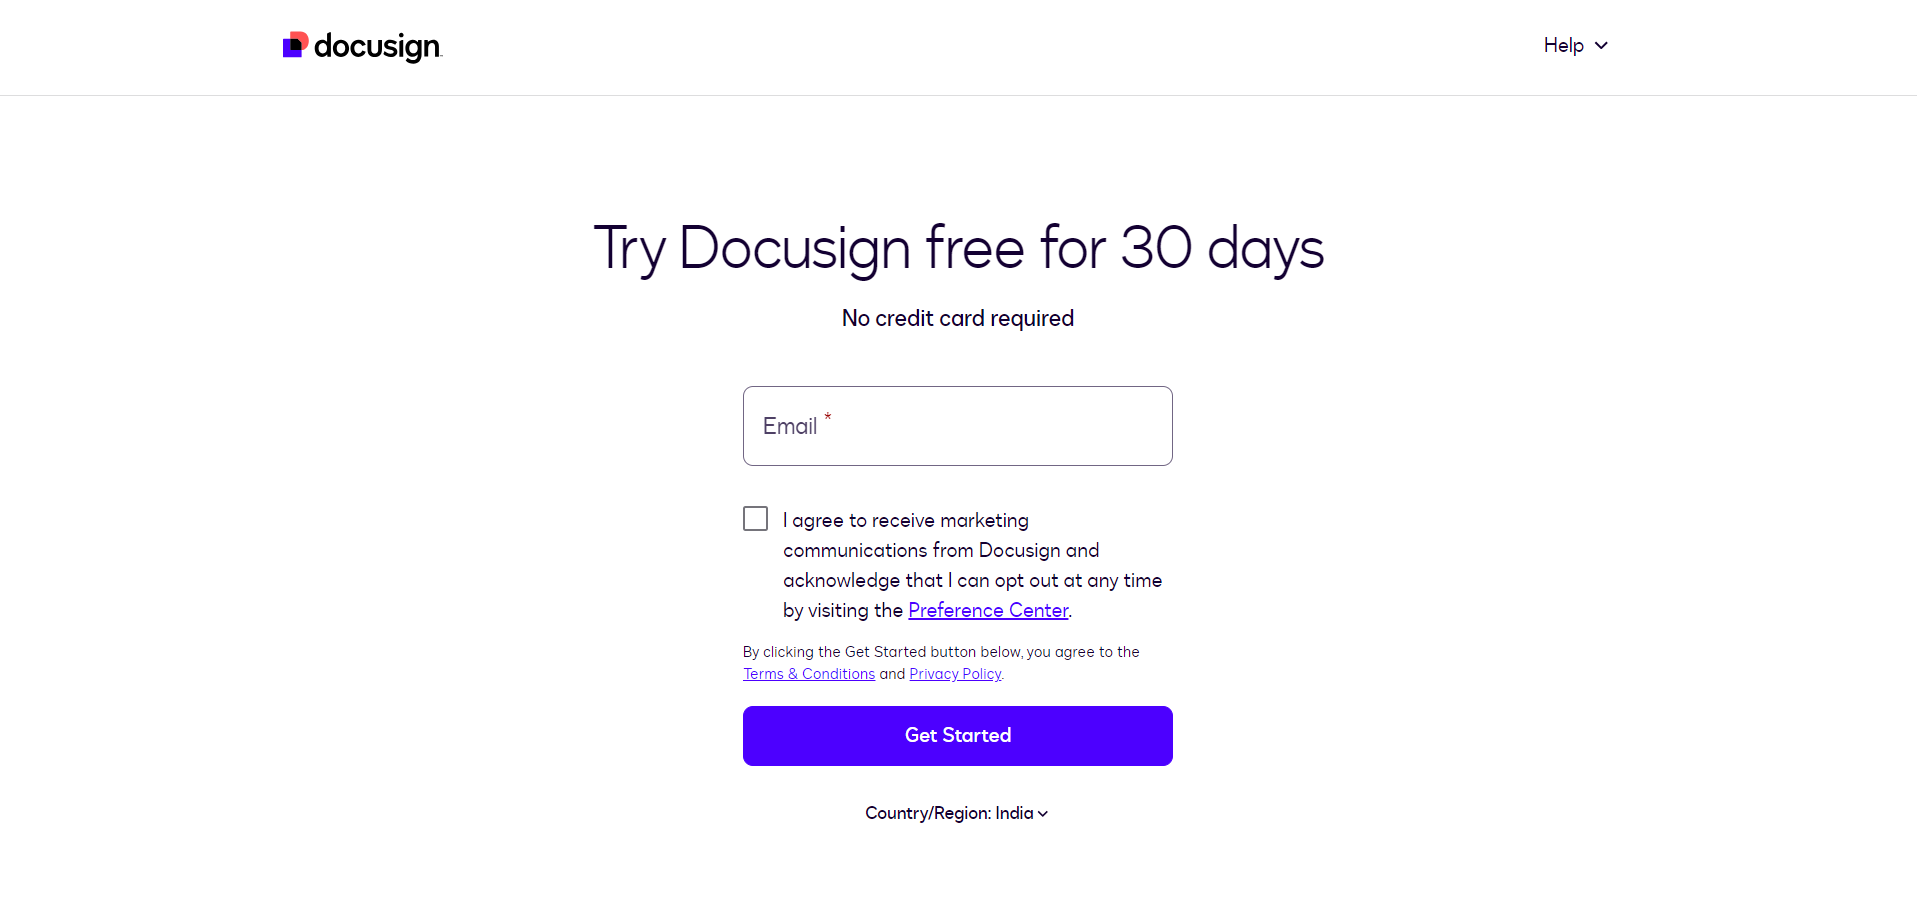 docusign
Help
Try Docusign free for 30 days
No credit card required
Email *
I agree to receive marketing
communications from Docusign and
acknowledge that I can opt out at any time
by visiting the Preference Center.
By clicking the Get Started button below, you agree to the
Terms & Conditions and Privacy Policy.
Get Started
Country/Region: India